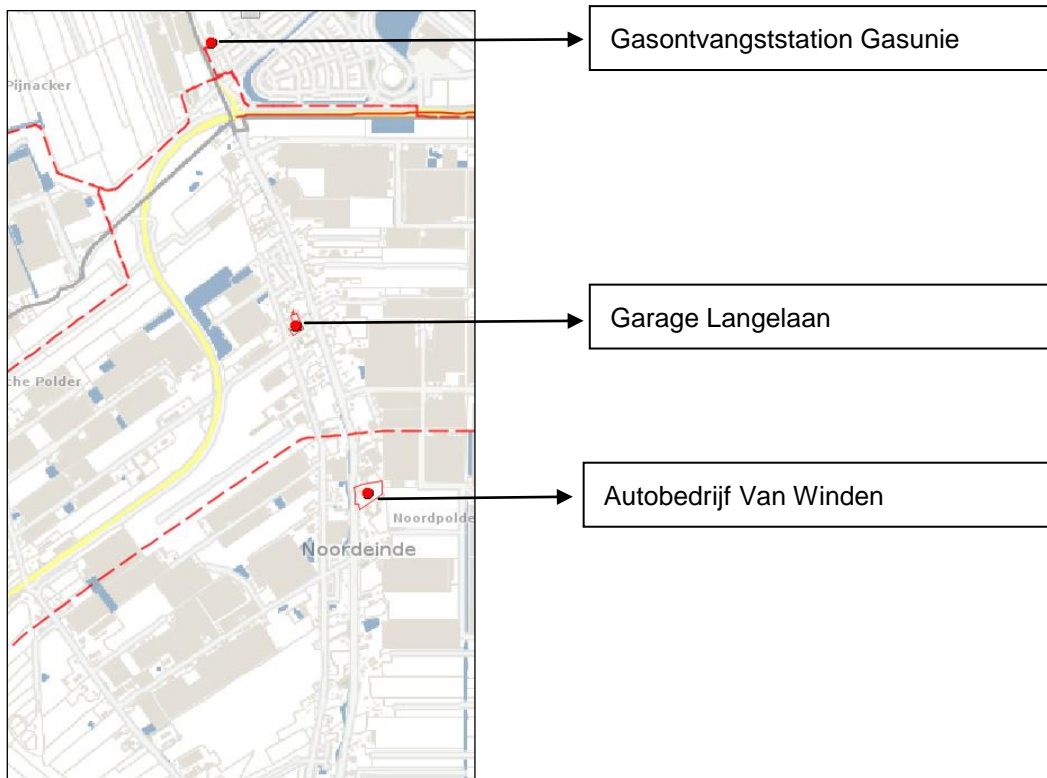 Gasontvangststation Gasunie
Pijnacker
Garage Langelaan
che Polder
Autobedrijf Van Winden
Noordpolde
Noordeinde